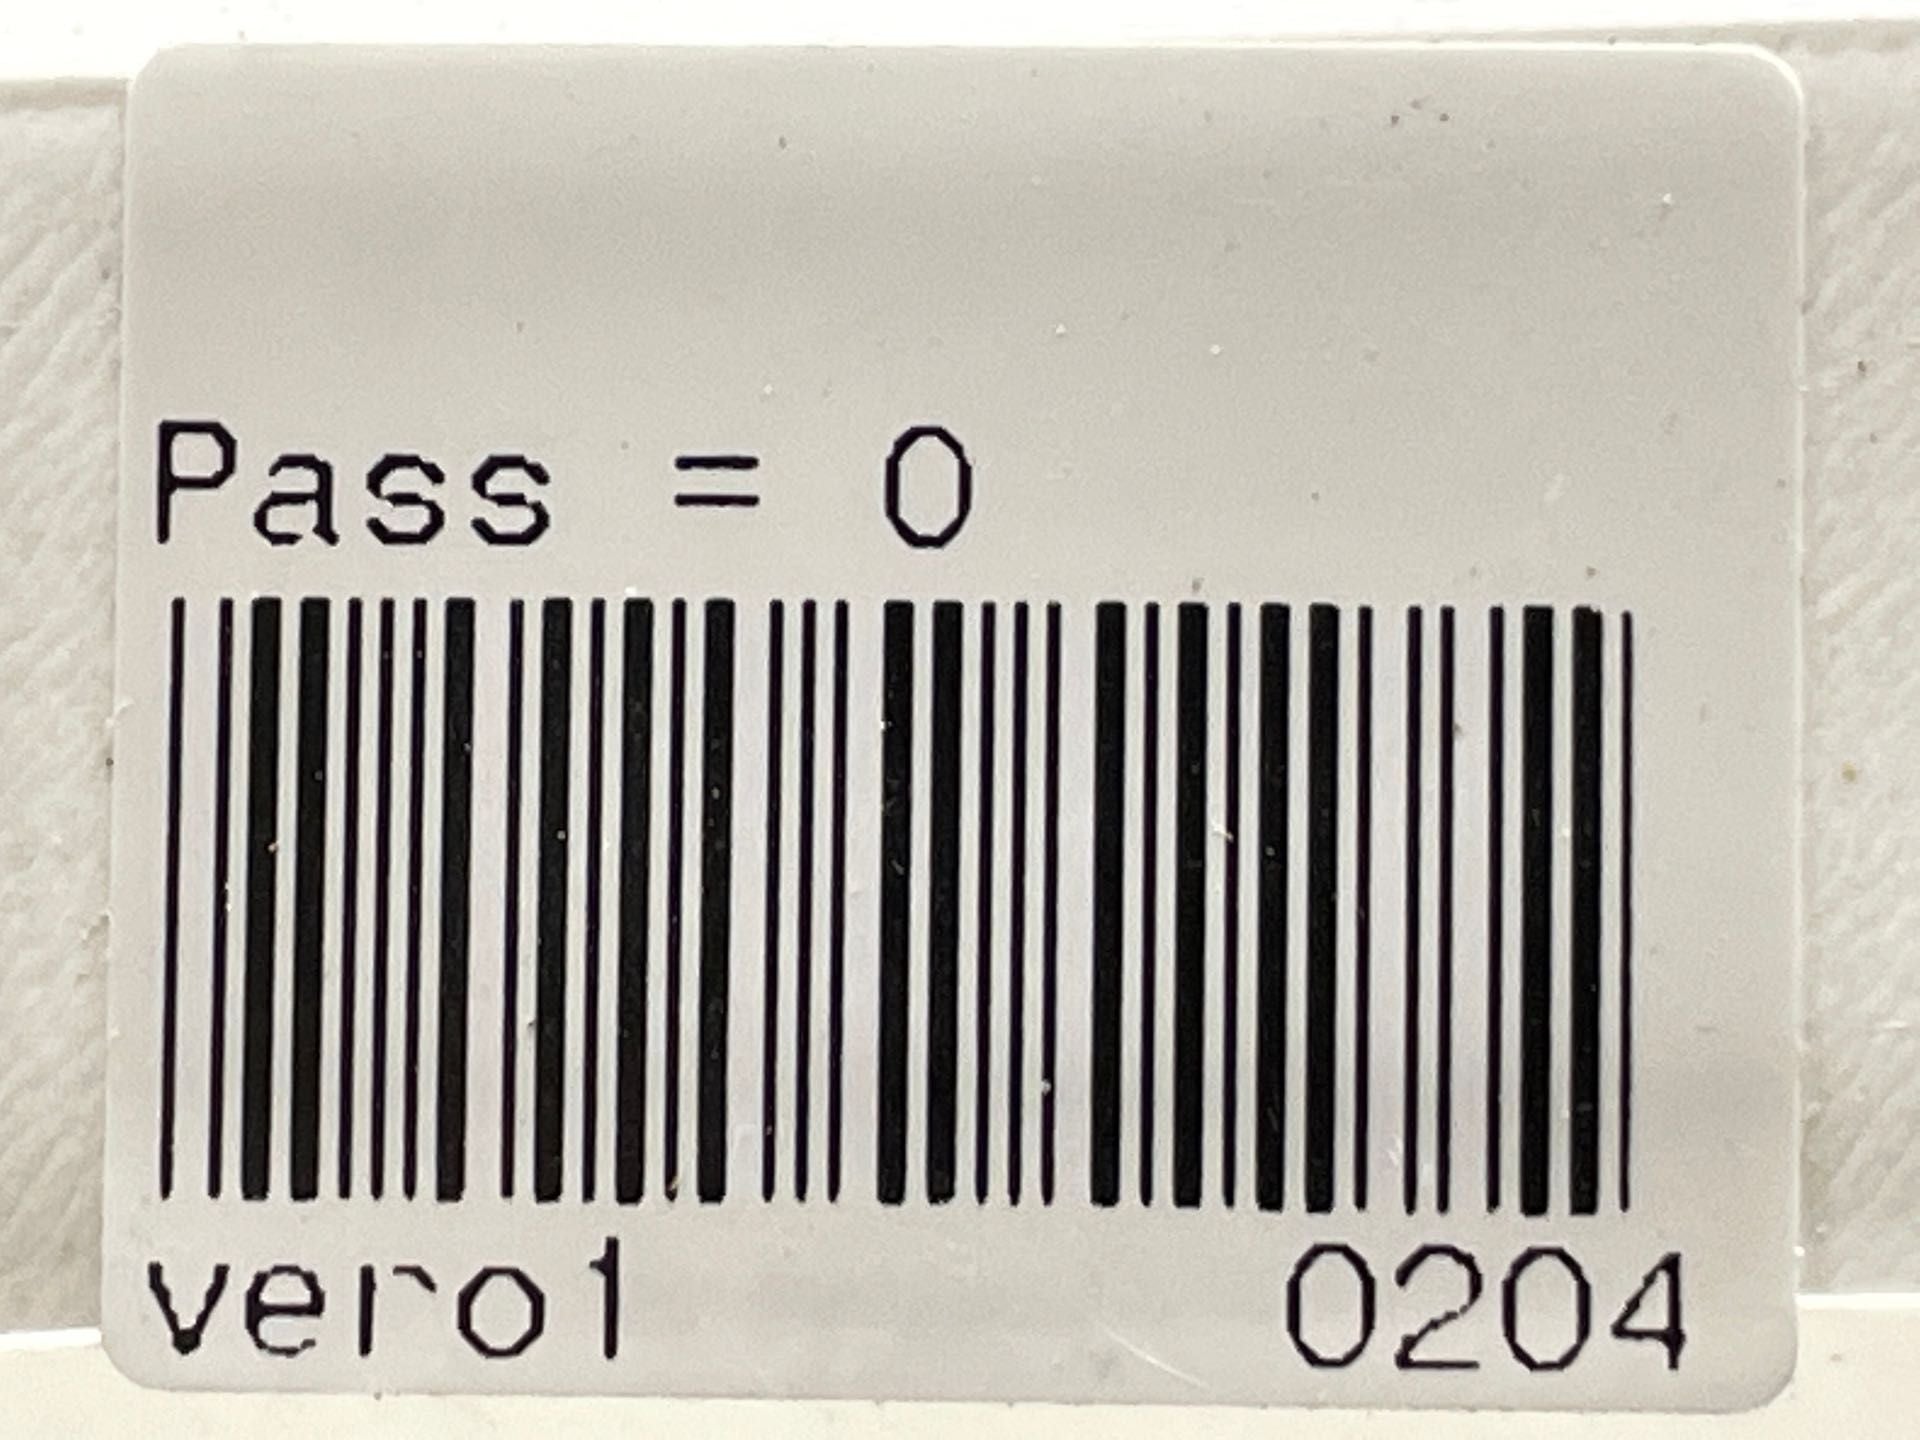 Pass = 0
vero1 0204